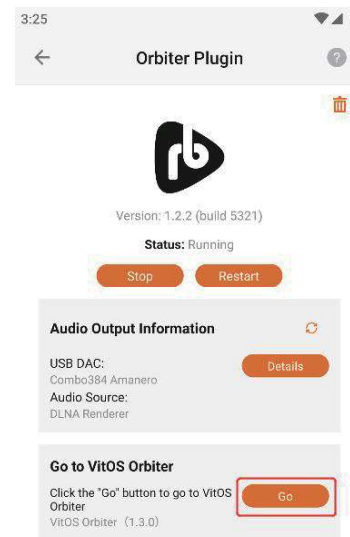 3:25
Orbiter Plugin
?
rb
Version: 1.2.2 (build 5321)
Status: Running
Stop
Restart
Audio Output Information
USB DAC:
Details
Combo384 Amanero
Audio Source:
DLNA Renderer
Go to VitOS Orbiter
Click the "Go" button to go to VitOS
Go
Orbiter
VitOS Orbiter（1.3.0）